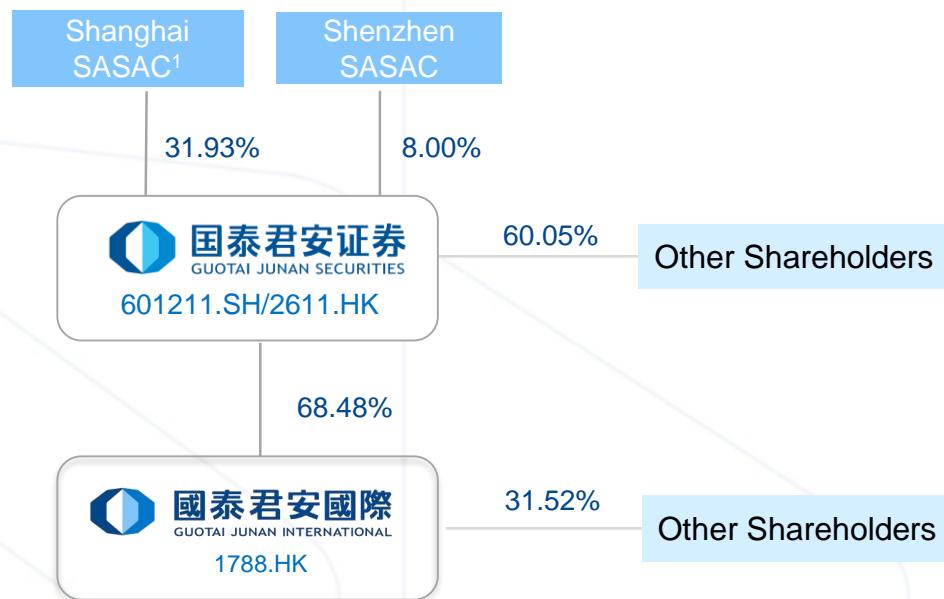 Shanghai
SASAC¹
Shenzhen
SASAC
31.93%
8.00%
国泰君安证券
GUOTAI JUNAN SECURITIES
601211.SH/2611.HK
60.05%
Other Shareholders
68.48%
國泰君安國際
GUOTAI JUNAN INTERNATIONAL
1788.HK
31.52%
Other Shareholders